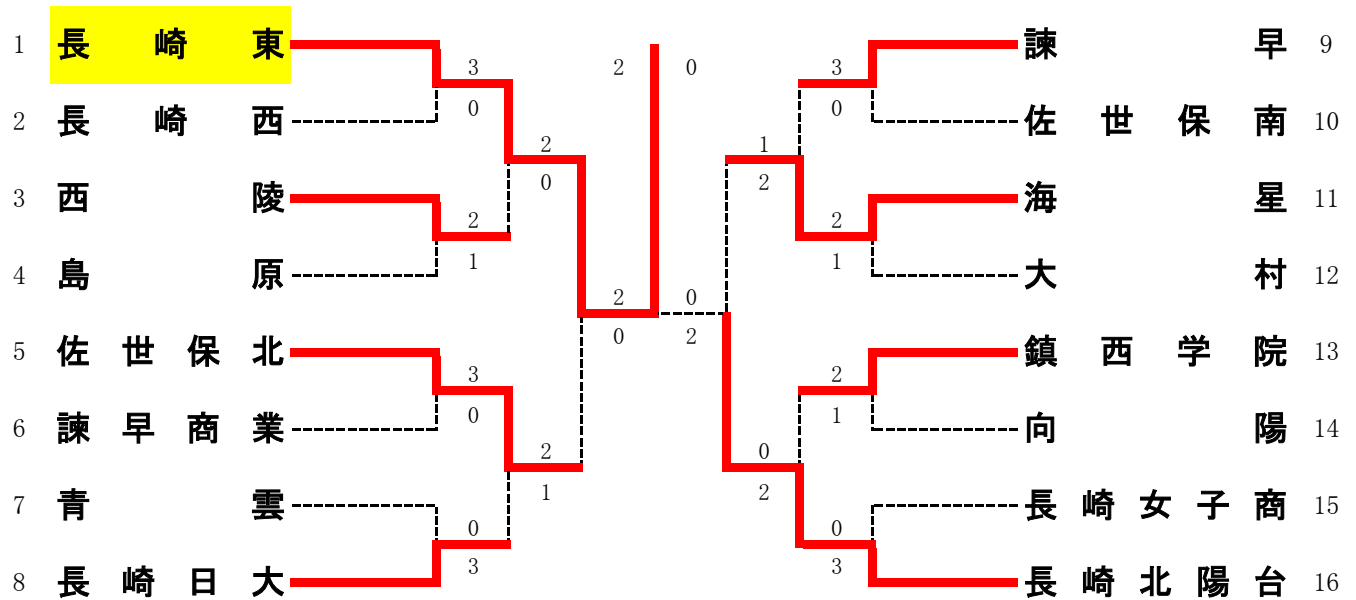 1 長崎東
2 長崎西
3 西陵
4 島原
5 佐世保北
6 諫早商業
7 青雲
8 長崎日大
3
0
2
1
3
0
0
3
2
0
2
1
2
0
2 0
0
2
1
2
0
2
3
0
2
1
2
1
0
3
諫早 9
佐世保南 10
海星 11
大村 12
鎮西学院 13
向陽 14
長崎女子商 15
長崎北陽台 16